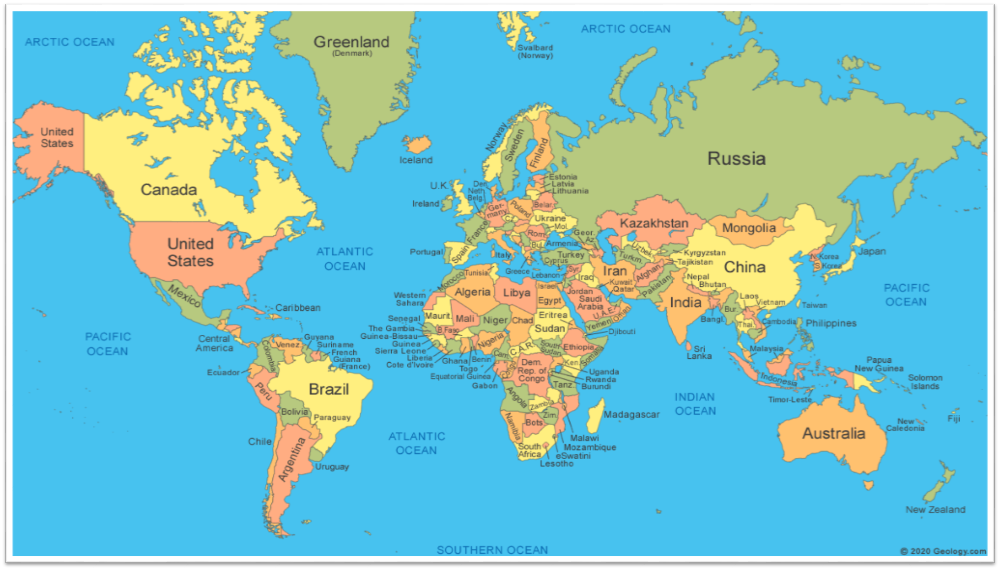 ARCTIC OCEAN
Greenland
(Denmark)
Svalbard
(Norway)
ARCTIC OCEAN
United
States
Canada
Iceland
Norway
Sweden
Finland
Russia
Estonia
Latvia
Lithuania
U.K.
Ireland
Den.
Neth
Belg.
Ger-
many
Poland
Belar.
Cz.
Ukraine
Mol.
France
Rom.
Bul.
Geor.
Az.
Armenia
Kazakhstan
Mongolia
United
States
ATLANTIC
OCEAN
Portugal
Spain
Italy
Greece
Turkey
Cyprus
Lebanon
Syr.
Israel
Iraq
Jordan
Iran
Kuwait
Qatar
Uzbek.
Turkm.
Kyrgyzstan
Tajikistan
Afghan.
Pakistan
China
N. Korea
S.Korea
Japan
Nepal
Bhutan
India
PACIFIC
OCEAN
Mexico
Caribbean
Central
America
PACIFIC
OCEAN
Western
Sahara
Morocco
Tunisia
Algeria
Libya
Egypt
Saudi
Arabia
U.A.E.
Oman
Yemen
Djibouti
Senegal
The Gambia
Guinea-Bissau
Guinea
Sierra Leone
Liberia
Cote d'Ivoire
Maurit.
Mali
B.Faso
Niger
Chad
Eritrea
Sudan
Ghana
Togo
Benin
Nigeria
Cam.
C.A.R.
South
Sudan
Ethiopia
Somalia
Equatorial Guinea
Gabon
Congo
Dem.
Rep. of
Congo
Ken.
Uganda
Rwanda
Burundi
Tanz.
Bangl.
Bur.
Laos
Vietnam
Thai.
Cambodia
Taiwan
Philippines
Sri
Lanka
Malaysia
Indonesia
Papua
New Guinea
Solomon
Islands
Timor-Leste
Colombia
Venez.
Guyana
Suriname
French
Guiana
(France)
Ecuador
Peru
Brazil
Bolivia
Paraguay
Chile
Argentina
Uruguay
ATLANTIC
OCEAN
Angola
Zambia
Zim.
Namibia
Bots.
South
Africa
Malawi
Mozambique
eSwatini
Lesotho
Madagascar
INDIAN
OCEAN
Australia
New
Caledonia
Fiji
New Zealand
SOUTHERN OCEAN
© 2020 Geology.com